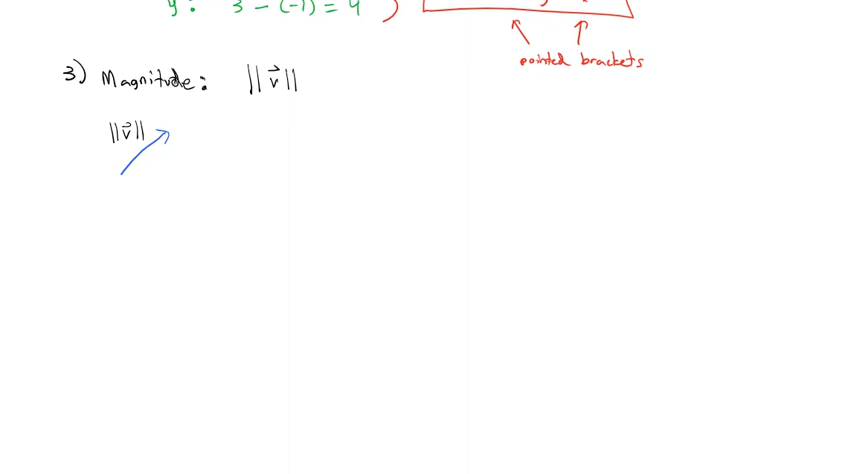 y: 3 - (-1) = 4
pointed brackets
3) Magnitude: ||v⃗||
||v⃗||